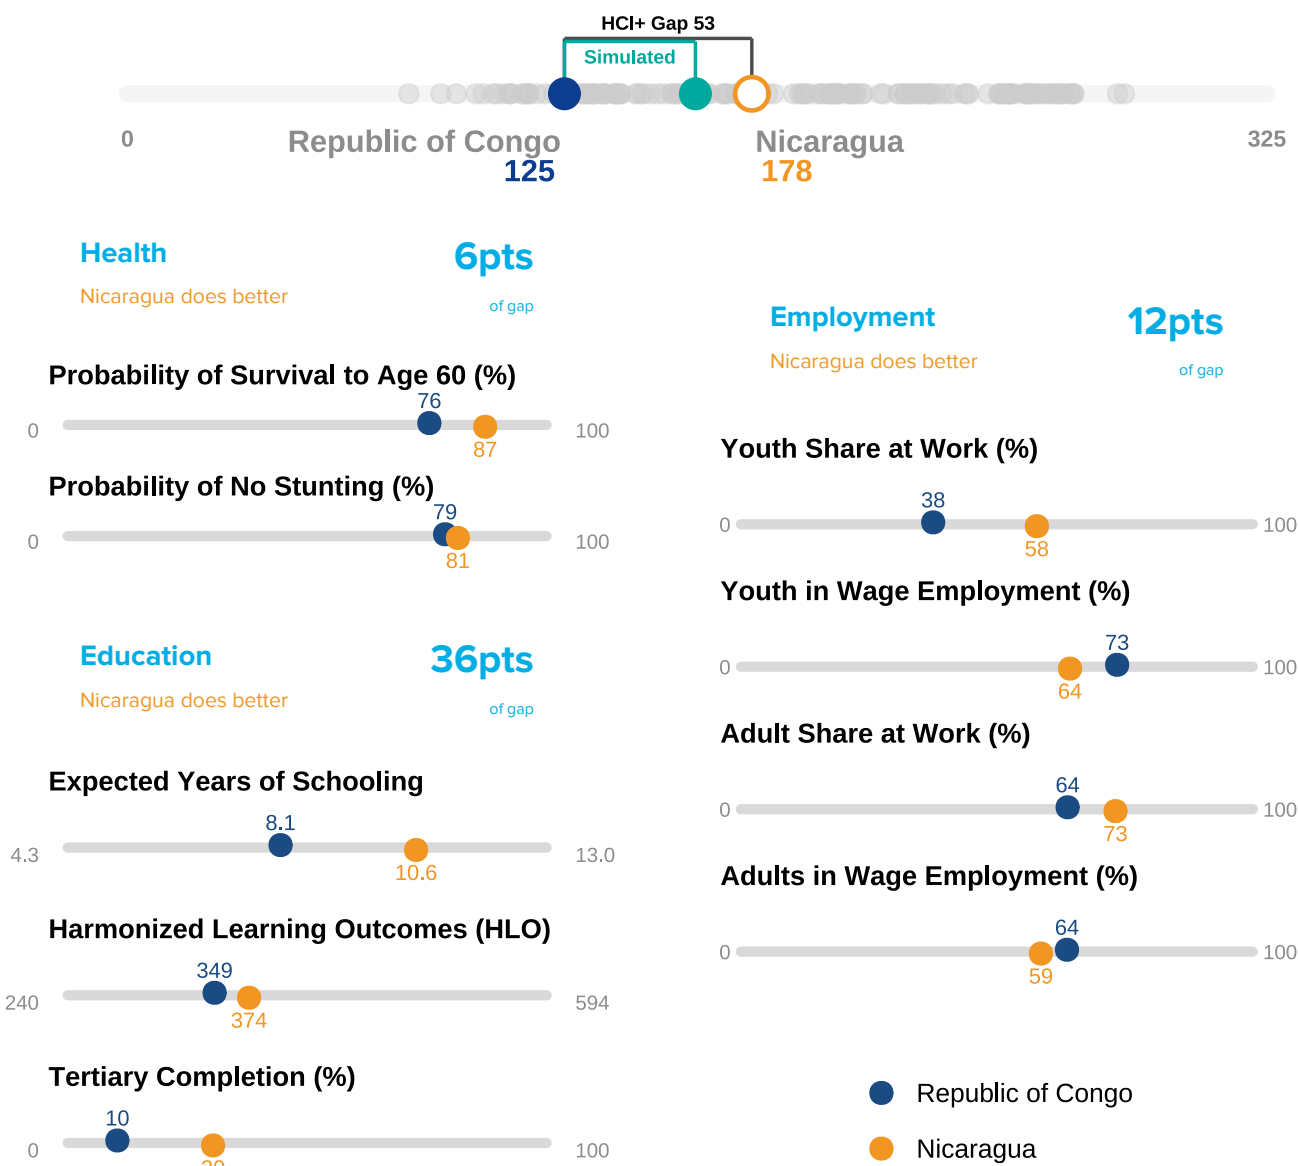 HCI+ Gap 53
Simulated
0
Republic of Congo
125
Nicaragua
178
325
Health
6pts
Nicaragua does better
of gap
Probability of Survival to Age 60 (%)
76
0
100
87
Probability of No Stunting (%)
79
0
100
81
Education
36pts
Nicaragua does better
of gap
Expected Years of Schooling
8.1
4.3
13.0
10.6
Harmonized Learning Outcomes (HLO)
349
240
594
374
Tertiary Completion (%)
10
0
100
Employment
12pts
Nicaragua does better
of gap
Youth Share at Work (%)
38
0
100
58
Youth in Wage Employment (%)
73
0
100
64
Adult Share at Work (%)
64
0
100
73
Adults in Wage Employment (%)
64
0
100
59
Republic of Congo
Nicaragua